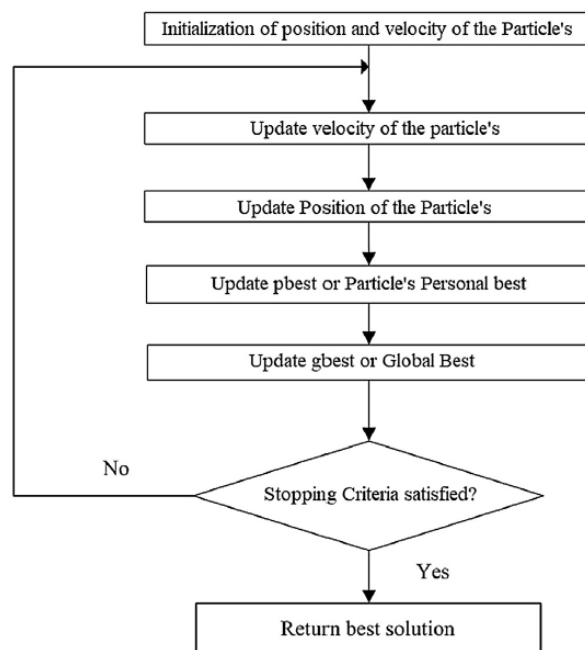 Initialization of position and velocity of the Particle's
Update velocity of the particle's
Update Position of the Particle's
Update pbest or Particle's Personal best
Update gbest or Global Best
No
Stopping Criteria satisfied?
Yes
Return best solution